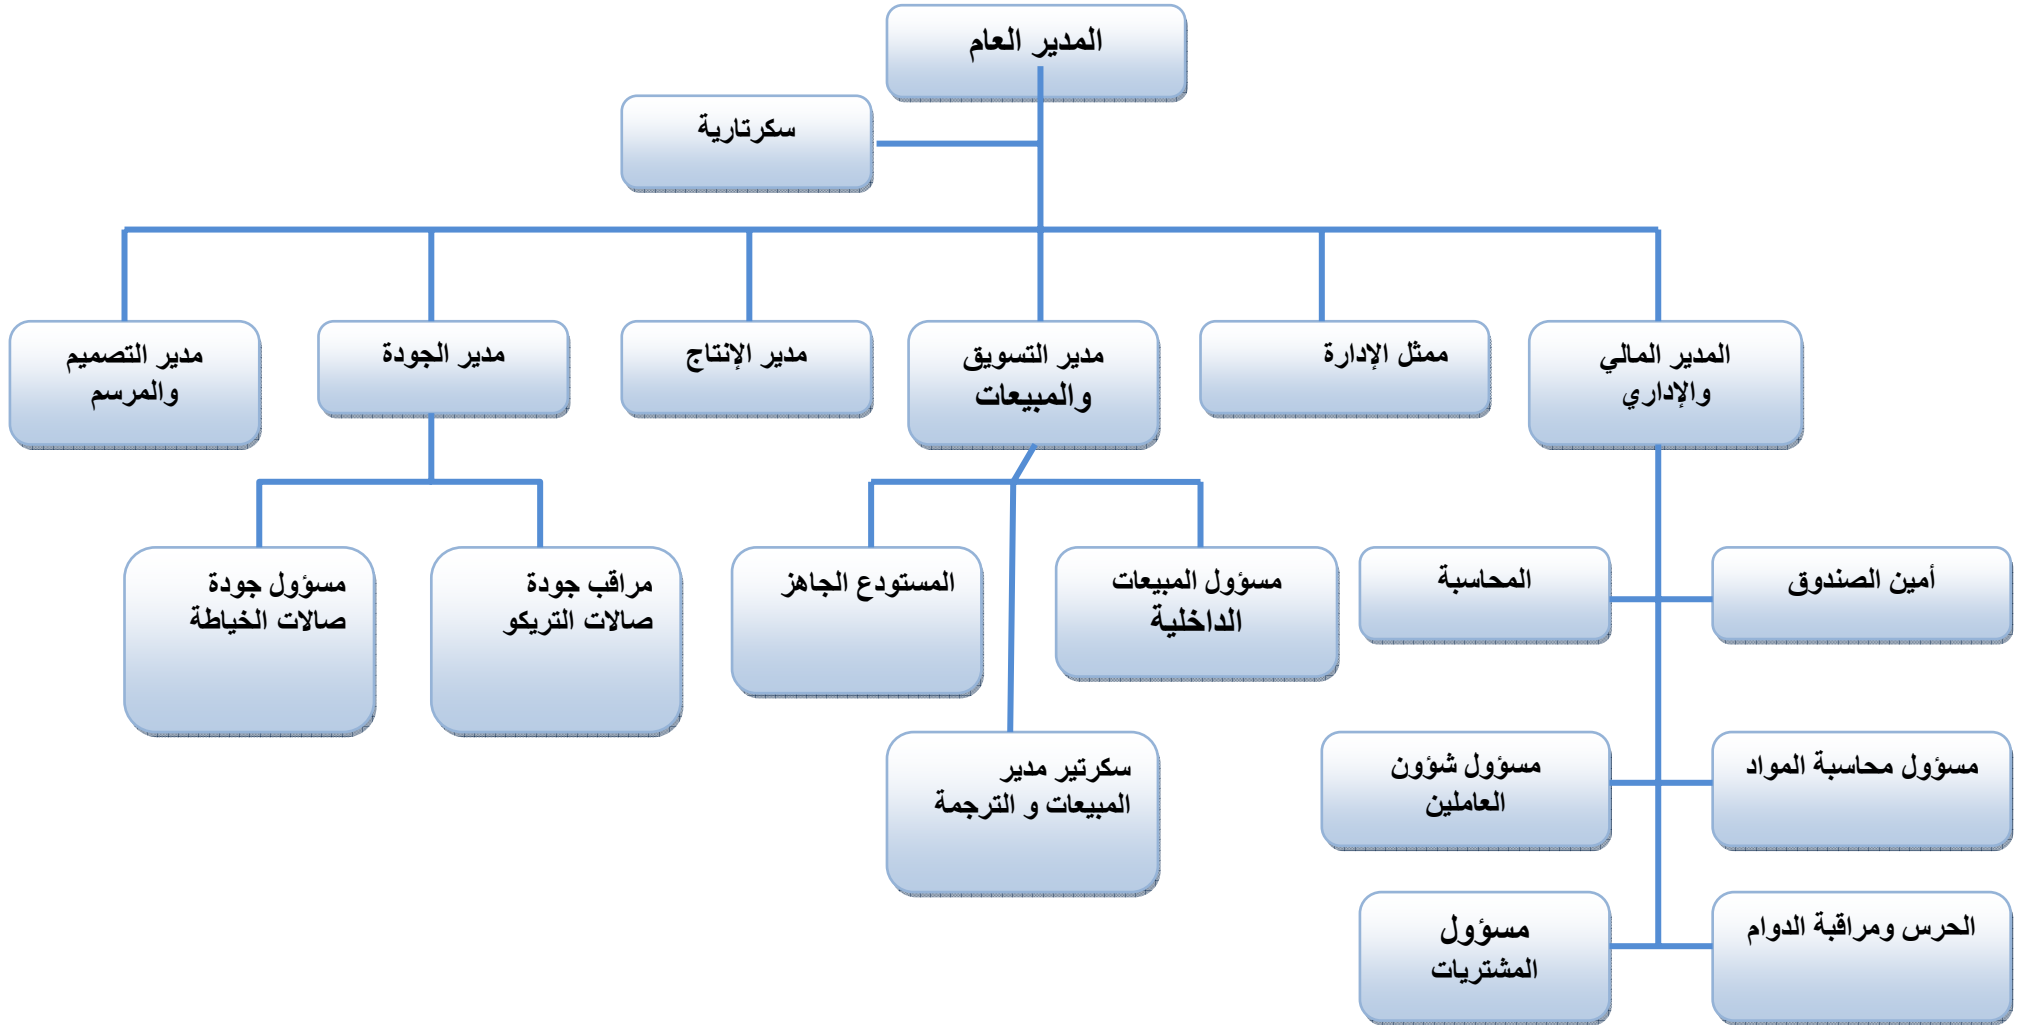 المدير العام
سكرتارية
المدير المالي
والإداري
ممثل الإدارة
مدير التسويق
والمبيعات
مدير الإنتاج
مدير الجودة
مدير التصميم
والمرسم
أمين الصندوق
المحاسبة
مسؤول المبيعات
الداخلية
المستودع الجاهز
مراقب جودة
صالات التريكو
مسؤول جودة
صالات الخياطة
مسؤول محاسبة المواد
مسؤول شؤون
العاملين
سكرتير مدير
المبيعات و الترجمة
الحرس ومراقبة الدوام
مسؤول
المشتريات